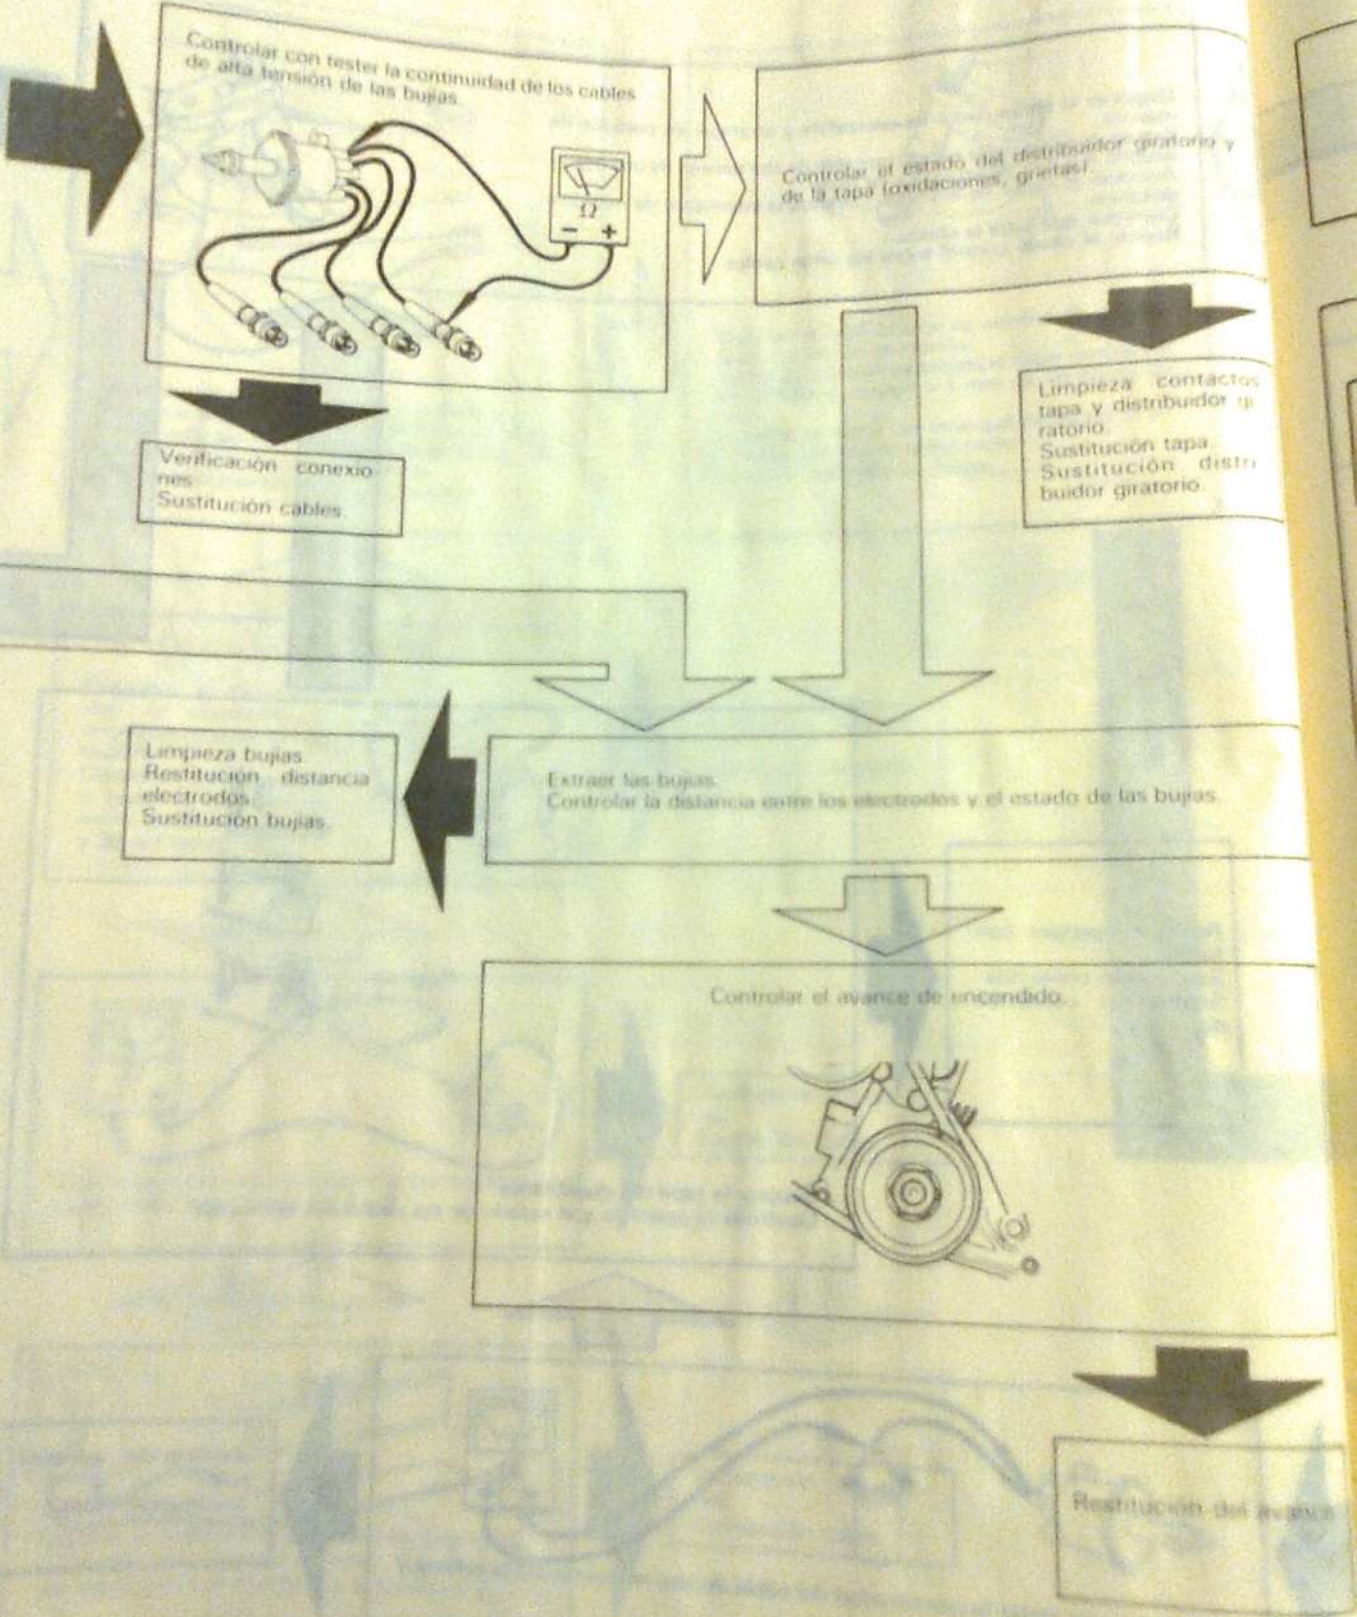 Controlar con tester la continuidad de los cables
de alta tensión de las bujías.
Ω
− +
Controlar el estado del distribuidor giratorio y
de la tapa (oxidaciones, grietas).
Limpieza contactos
tapa y distribuidor gi
ratorio.
Sustitución tapa
Sustitución distri
buidor giratorio.
Verificación conexio
nes.
Sustitución cables.
Limpieza bujías.
Restitución distancia
electrodos.
Sustitución bujías.
Extraer las bujías.
Controlar la distancia entre los electrodos y el estado de las bujías.
Controlar el avance de encendido.
Restitución del avance